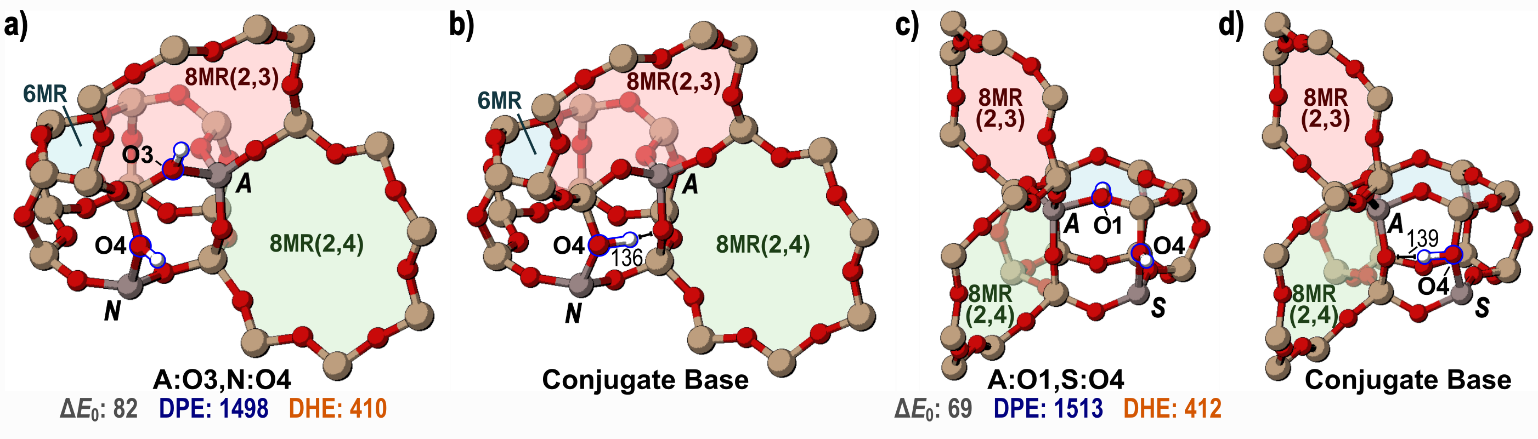 a)
8MR(2,3)
6MR
O3
A
O4
8MR(2,4)
N
A:O3,N:O4
ΔE0: 82 DPE: 1498 DHE: 410
b)
8MR(2,3)
6MR
A
O4
136
8MR(2,4)
N
Conjugate Base
c)
8MR
(2,3)
A
O1
O4
8MR
(2,4)
S
A:O1,S:O4
ΔE0: 69 DPE: 1513 DHE: 412
d)
8MR
(2,3)
A
139
O4
8MR
(2,4)
S
Conjugate Base